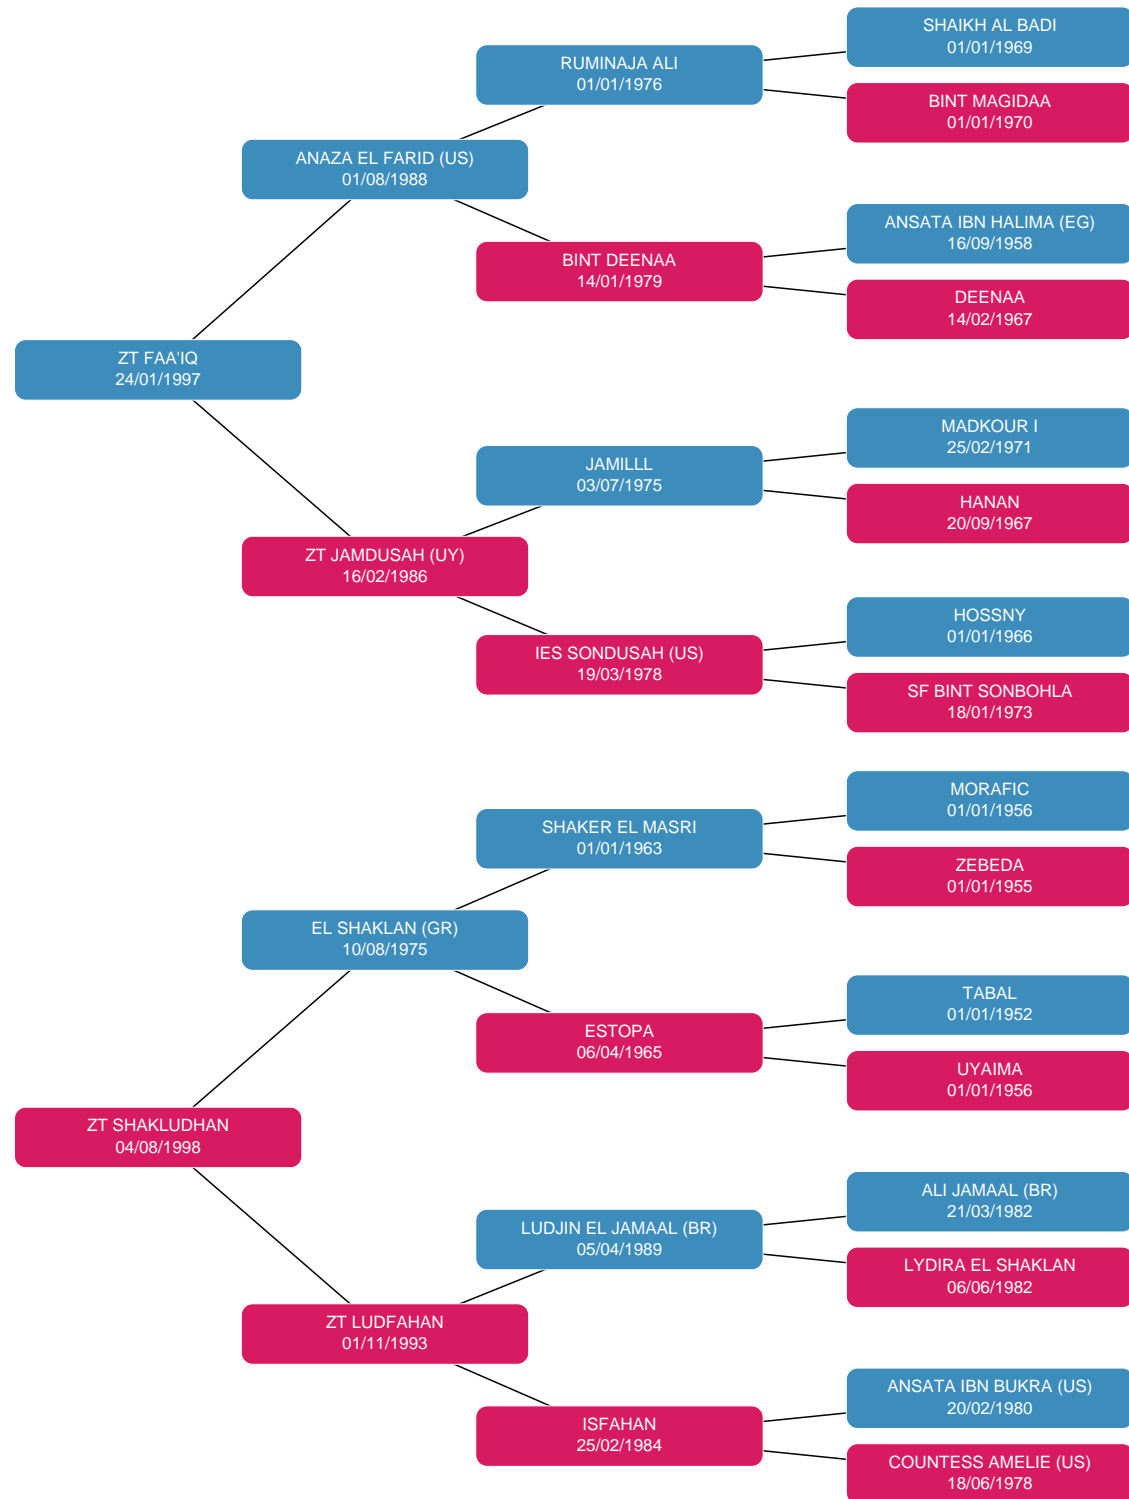 SHAIKH AL BADI
01/01/1969
RUMINAJA ALI
01/01/1976
BINT MAGIDAA
01/01/1970
ANAZA EL FARID (US)
01/08/1988
ANSATA IBN HALIMA (EG)
16/09/1958
BINT DEENAA
14/01/1979
DEENAA
14/02/1967
ZT FAA'IQ
24/01/1997
MADKOUR I
25/02/1971
JAMILLL
03/07/1975
HANAN
20/09/1967
ZT JAMDUSAH (UY)
16/02/1986
HOSSNY
01/01/1966
IES SONDUSAH (US)
19/03/1978
SF BINT SONBOHLA
18/01/1973
MORAFIC
01/01/1956
SHAKER EL MASRI
01/01/1963
ZEBEDA
01/01/1955
EL SHAKLAN (GR)
10/08/1975
TABAL
01/01/1952
ESTOPA
06/04/1965
UYAIMA
01/01/1956
ZT SHAKLUDHAN
04/08/1998
ALI JAMAAL (BR)
21/03/1982
LUDJIN EL JAMAAL (BR)
05/04/1989
LYDIRA EL SHAKLAN
06/06/1982
ZT LUDFAHAN
01/11/1993
ANSATA IBN BUKRA (US)
20/02/1980
ISFAHAN
25/02/1984
COUNTESS AMELIE (US)
18/06/1978